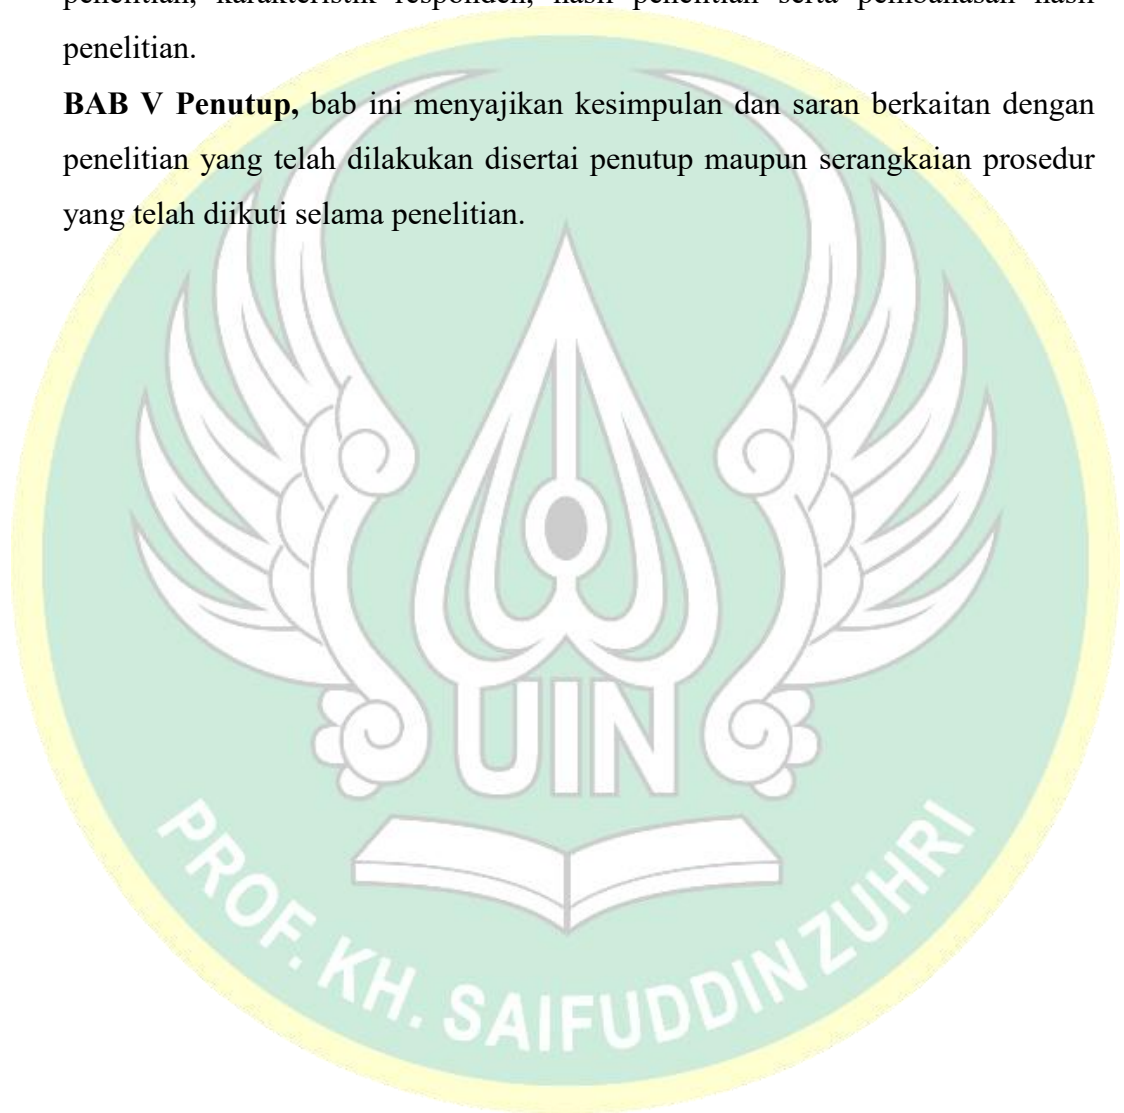 penelitian, karakteristik responden, hasil penelitian serta pembahasan hasil
penelitian.
BAB V Penutup, bab ini menyajikan kesimpulan dan saran berkaitan dengan
penelitian yang telah dilakukan disertai penutup maupun serangkaian prosedur
yang telah diikuti selama penelitian.
UIN
PROF. KH. SAIFUDDIN ZUHRI